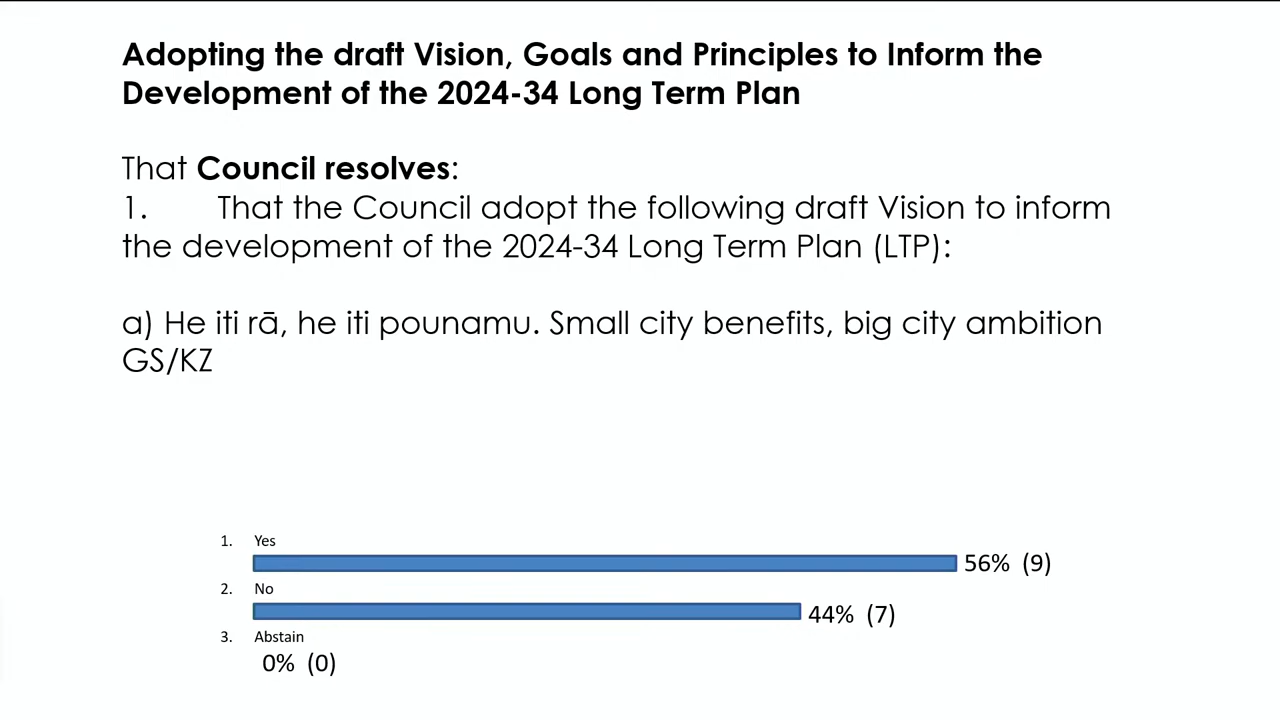 Adopting the draft Vision, Goals and Principles to Inform the
Development of the 2024-34 Long Term Plan
That Council resolves:
1. That the Council adopt the following draft Vision to inform
the development of the 2024-34 Long Term Plan (LTP):
a) He iti rā, he iti pounamu. Small city benefits, big city ambition
GS/KZ
1. Yes
56% (9)
2. No
44% (7)
3. Abstain
0% (0)